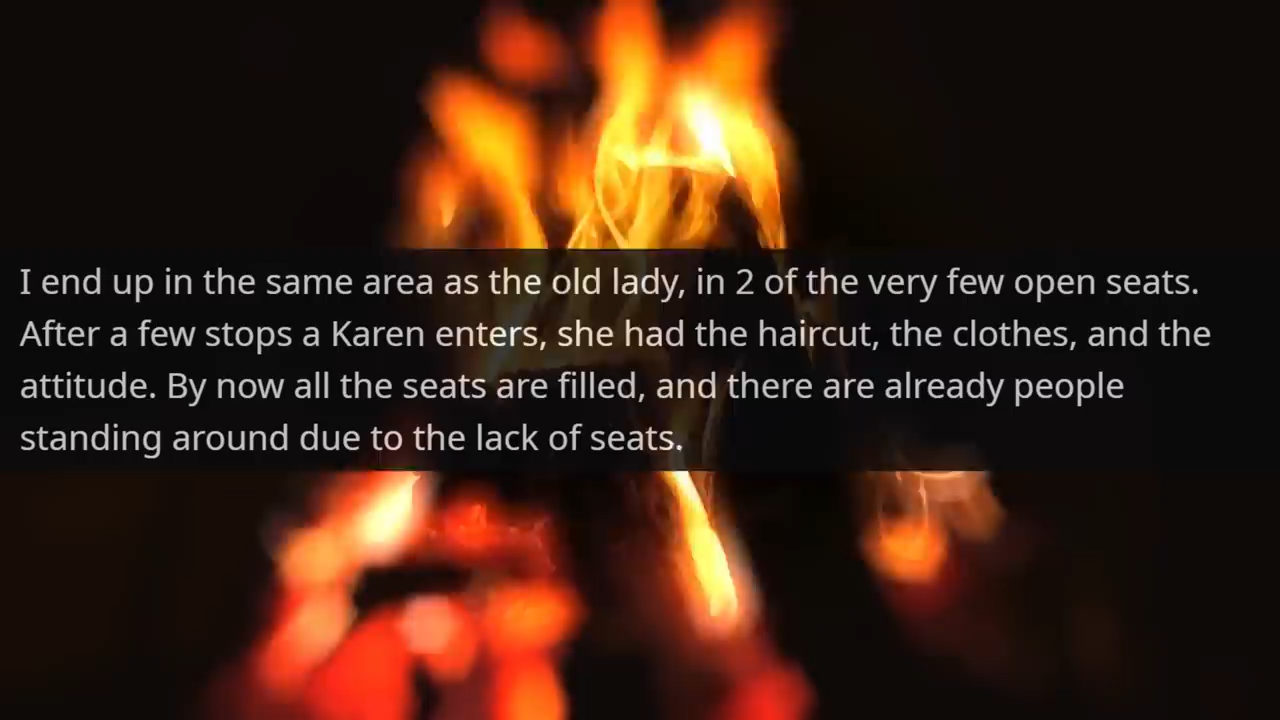 I end up in the same area as the old lady, in 2 of the very few open seats.
After a few stops a Karen enters, she had the haircut, the clothes, and the
attitude. By now all the seats are filled, and there are already people
standing around due to the lack of seats.